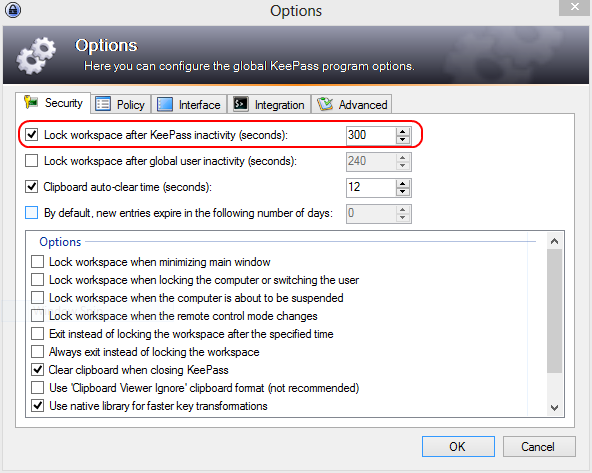 Options
Options
Here you can configure the global KeePass program options.
Security Policy Interface Integration Advanced
Lock workspace after KeePass inactivity (seconds): 300
Lock workspace after global user inactivity (seconds): 240
Clipboard auto-clear time (seconds): 12
By default, new entries expire in the following number of days: 0
Options
Lock workspace when minimizing main window
Lock workspace when locking the computer or switching the user
Lock workspace when the computer is about to be suspended
Lock workspace when the remote control mode changes
Exit instead of locking the workspace after the specified time
Always exit instead of locking the workspace
Clear clipboard when closing KeePass
Use 'Clipboard Viewer Ignore' clipboard format (not recommended)
Use native library for faster key transformations
OK Cancel